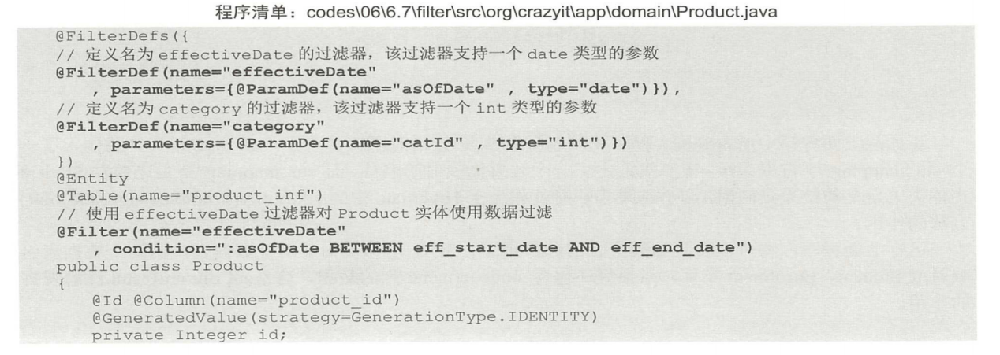 程序清单：codes\06\6.7\filter\src\org\crazyit\app\domain\Product.java
@FilterDefs({
// 定义名为 effectiveDate 的过滤器，该过滤器支持一个 date 类型的参数
@FilterDef(name="effectiveDate"
    , parameters={@ParamDef(name="asOfDate" , type="date")}),
// 定义名为 category 的过滤器，该过滤器支持一个 int 类型的参数
@FilterDef(name="category"
    , parameters={@ParamDef(name="catId" , type="int")})
})
@Entity
@Table(name="product_inf")
// 使用 effectiveDate 过滤器对 Product 实体使用数据过滤
@Filter(name="effectiveDate"
    , condition=":asOfDate BETWEEN eff_start_date AND eff_end_date")
public class Product
{
    @Id @Column(name="product_id")
    @GeneratedValue(strategy=GenerationType.IDENTITY)
    private Integer id;